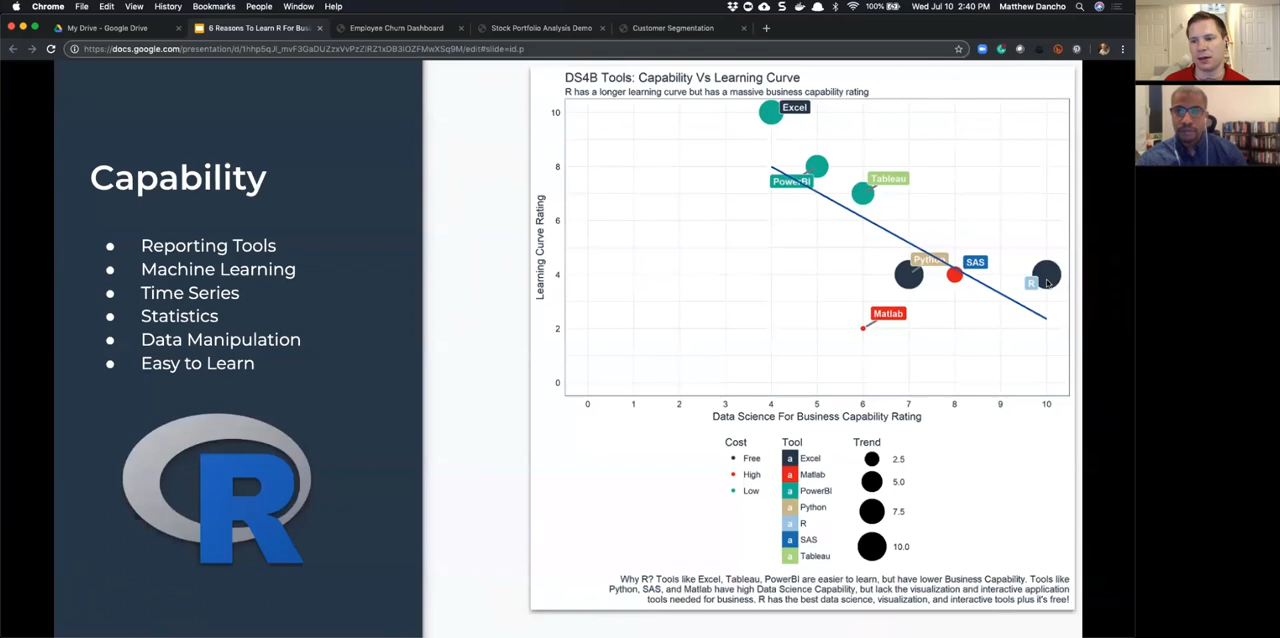 Chrome File Edit View History Bookmarks People Window Help 100% Wed Jul 10 2:40 PM Matthew Dancho
My Drive - Google Drive × 6 Reasons To Learn R For Bus × Employee Churn Dashboard × Stock Portfolio Analysis Demo × Customer Segmentation × +
Capability
● Reporting Tools
● Machine Learning
● Time Series
● Statistics
● Data Manipulation
● Easy to Learn
R
DS4B Tools: Capability Vs Learning Curve
R has a longer learning curve but has a massive business capability rating
10
8
6
4
2
0
Learning Curve Rating
Excel
PowerBI
Tableau
Python
SAS
R
Matlab
0 1 2 3 4 5 6 7 8 9 10
Data Science For Business Capability Rating
Cost
Free
High
Low
Tool
a Excel
a Matlab
a PowerBI
a Python
a R
a SAS
a Tableau
Trend
2.5
5.0
7.5
10.0
Why R? Tools like Excel, Tableau, PowerBI are easier to learn, but have lower Business Capability. Tools like
Python, SAS, and Matlab have high Data Science Capability, but lack the visualization and interactive application
tools needed for business. R has the best data science, visualization, and interactive tools plus it's free!